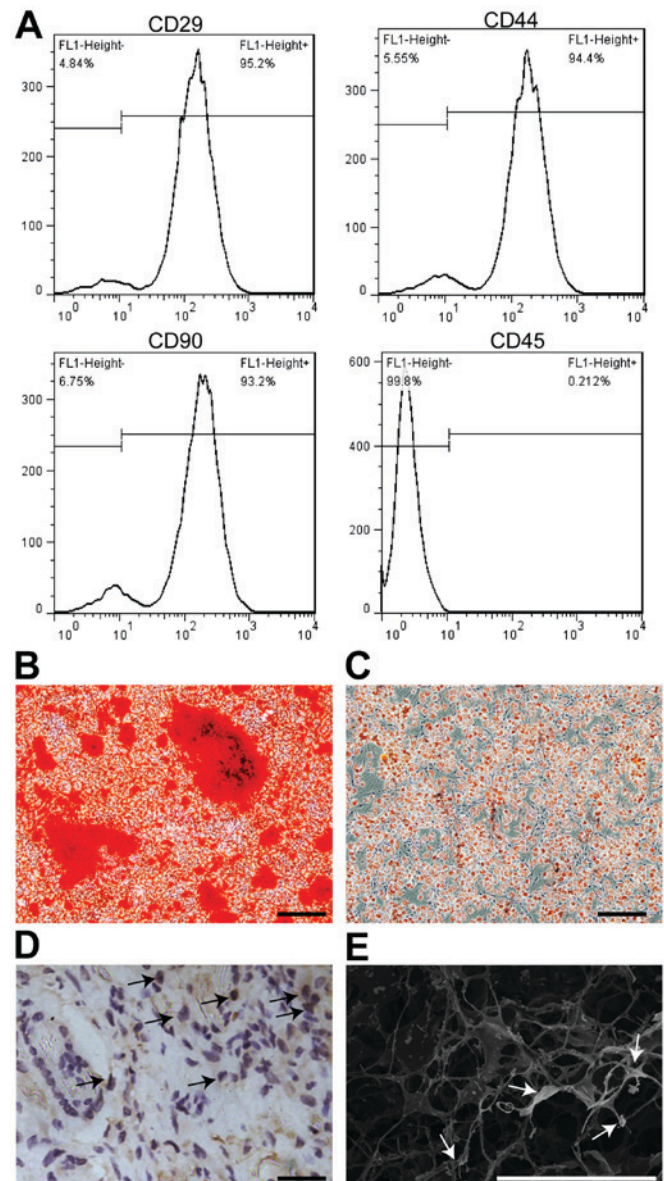 A
CD29
FL1-Height-
4.84%
FL1-Height+
95.2%
300
200
100
0
10^0 10^1 10^2 10^3 10^4
CD44
FL1-Height-
5.55%
FL1-Height+
94.4%
300
200
100
0
10^0 10^1 10^2 10^3 10^4
CD90
FL1-Height-
6.75%
FL1-Height+
93.2%
300
200
100
0
10^0 10^1 10^2 10^3 10^4
CD45
FL1-Height-
99.8%
FL1-Height+
0.212%
600
400
200
0
10^0 10^1 10^2 10^3 10^4
B
C
D
E